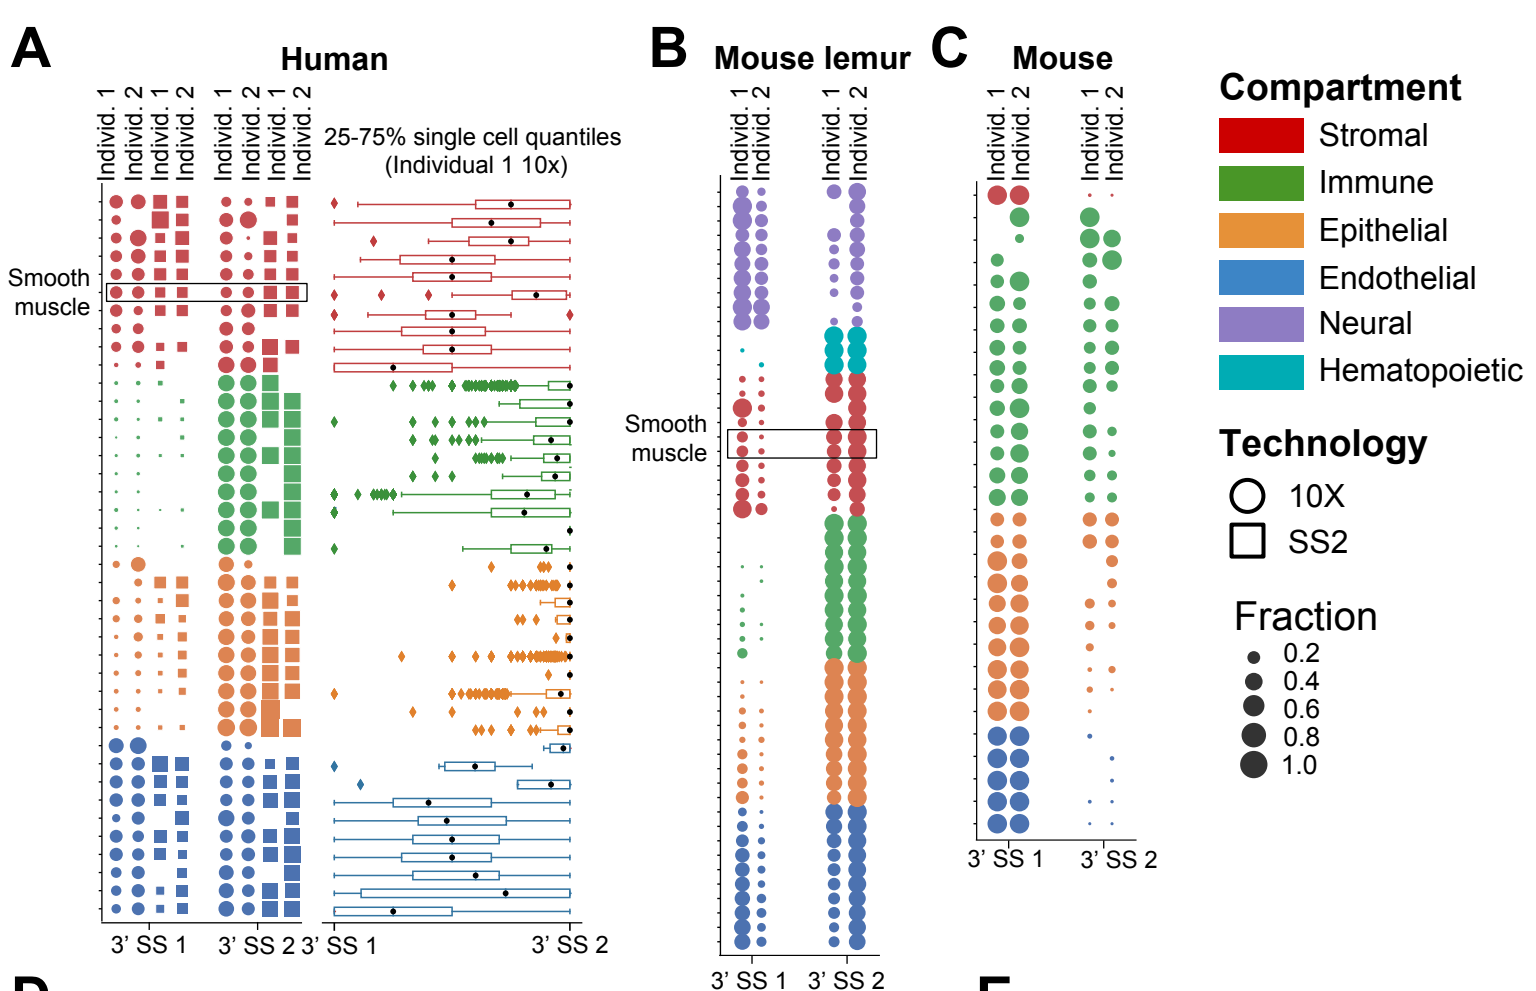 A
Human
Individ. 1
Individ. 2
Individ. 1
Individ. 2
Individ. 1
Individ. 2
Individ. 1
Individ. 2
25-75% single cell quantiles
(Individual 1 10x)
Smooth
muscle
3’ SS 1
3’ SS 2
3’ SS 1
3’ SS 2
B
Mouse lemur
Individ. 1
Individ. 2
Individ. 1
Individ. 2
Smooth
muscle
3’ SS 1
3’ SS 2
C
Mouse
Individ. 1
Individ. 2
Individ. 1
Individ. 2
3’ SS 1
3’ SS 2
Compartment
Stromal
Immune
Epithelial
Endothelial
Neural
Hematopoietic
Technology
10X
SS2
Fraction
0.2
0.4
0.6
0.8
1.0